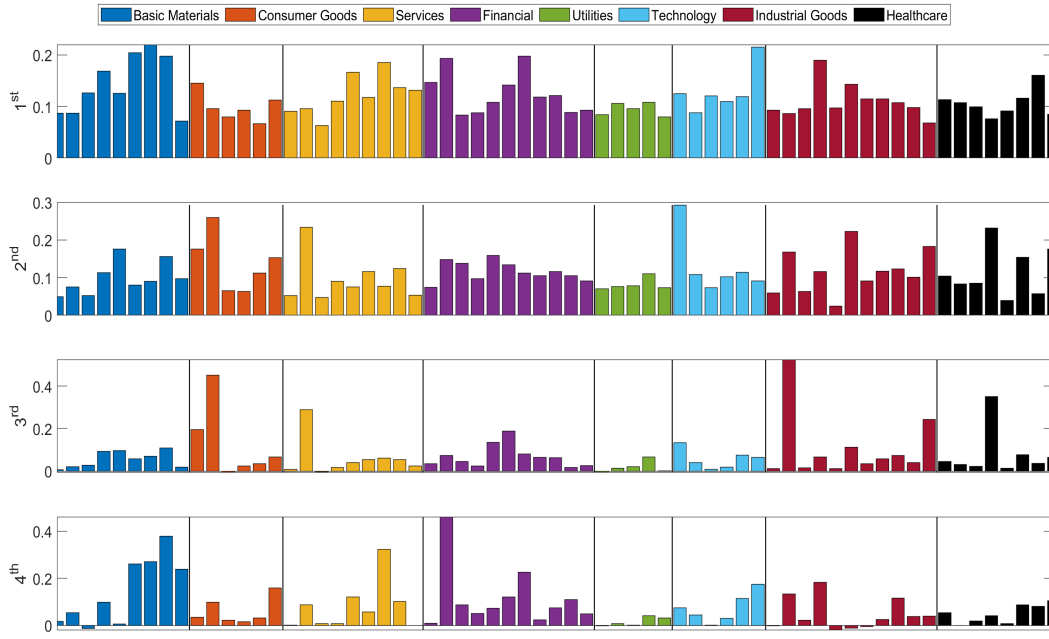 Basic Materials Consumer Goods Services Financial Utilities Technology Industrial Goods Healthcare
0.2
0.1
0
1st
0.3
0.2
0.1
0
2nd
0.4
0.2
0
3rd
0.4
0.2
0
4th